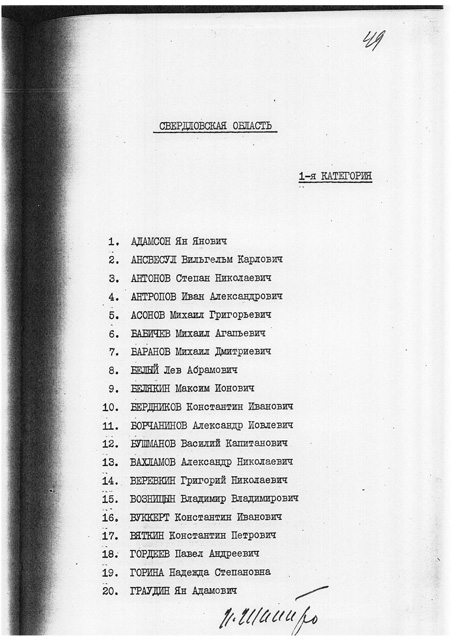 49
СВЕРДЛОВСКАЯ ОБЛАСТЬ
1-я КАТЕГОРИЯ
1. АДАМСОН Ян Янович
2. АНСВЕСУЛ Вильгельм Карлович
3. АНТОНОВ Степан Николаевич
4. АНТРОПОВ Иван Александрович
5. АСОНОВ Михаил Григорьевич
6. БАБИЧЕВ Михаил Агапьевич
7. БАРАНОВ Михаил Дмитриевич
8. БЕЛЫЙ Лев Абрамович
9. БЕЛЯКИН Максим Ионович
10. БЕРДНИКОВ Константин Иванович
11. БОРЧАНИНОВ Александр Иовлевич
12. БУШМАНОВ Василий Капитанович
13. ВАХЛАМОВ Александр Николаевич
14. ВЕРЕВКИН Григорий Николаевич
15. ВОЗНИЦЫН Владимир Владимирович
16. ВУККЕРТ Константин Иванович
17. ВЯТКИН Константин Петрович
18. ГОРДЕЕВ Павел Андреевич
19. ГОРИНА Надежда Степановна
20. ГРАУДИН Ян Адамович
И. Шапиро